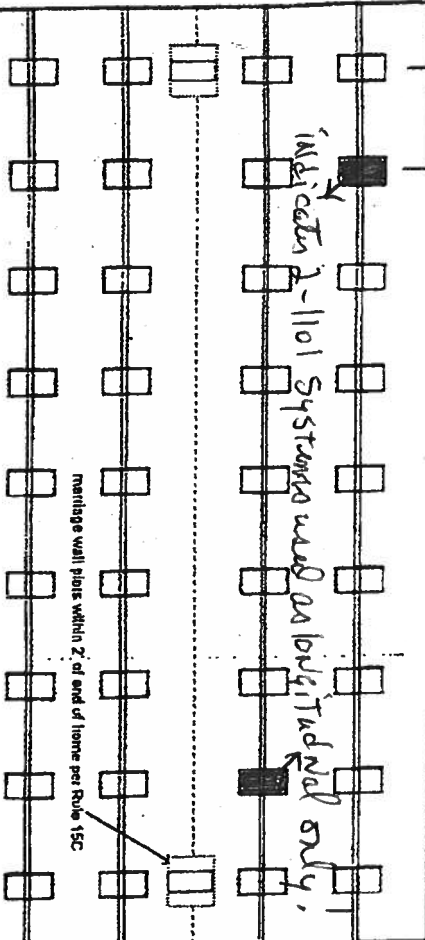 indicates 2-1101 Systems used as longitudnal only.
marriage wall piers within 2' of end of home per Rule 15C